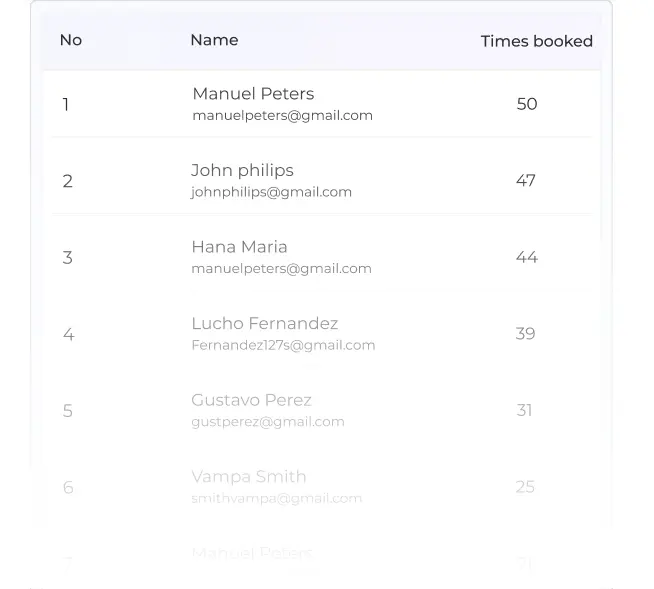 No Name Times booked
1 Manuel Peters 50
manuelpeters@gmail.com
2 John philips 47
johnphilips@gmail.com
3 Hana Maria 44
manuelpeters@gmail.com
4 Lucho Fernandez 39
Fernandez127s@gmail.com
5 Gustavo Perez 31
gustperez@gmail.com
6 Vampa Smith 25
smithvampa@gmail.com
7 Manuel Peters 21